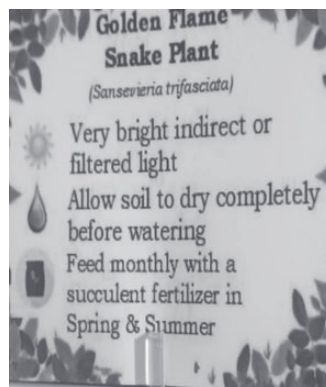 Golden Flame
Snake Plant
(Sansevieria trifasciata)
Very bright indirect or
filtered light
Allow soil to dry completely
before watering
Feed monthly with a
succulent fertilizer in
Spring & Summer